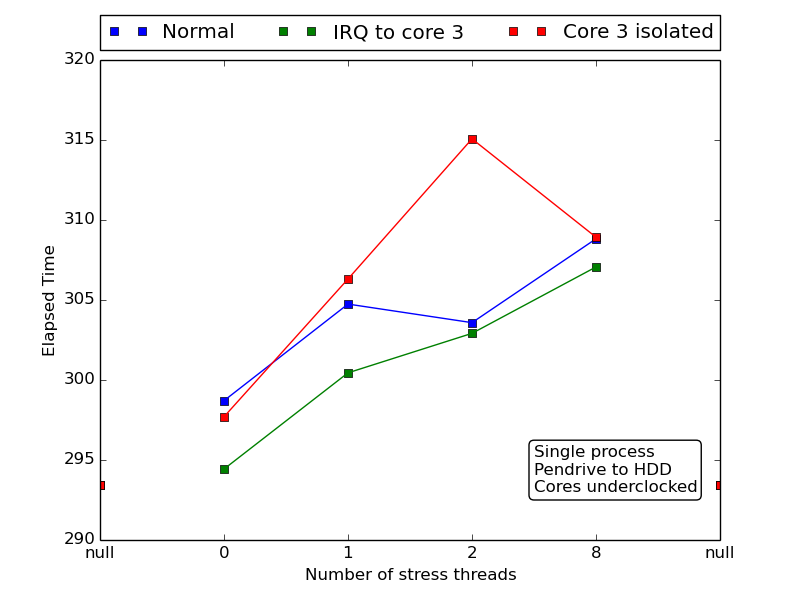 Normal IRQ to core 3 Core 3 isolated
320
315
310
305
300
295
290
Elapsed Time
Single process
Pendrive to HDD
Cores underclocked
null 0 1 2 8 null
Number of stress threads